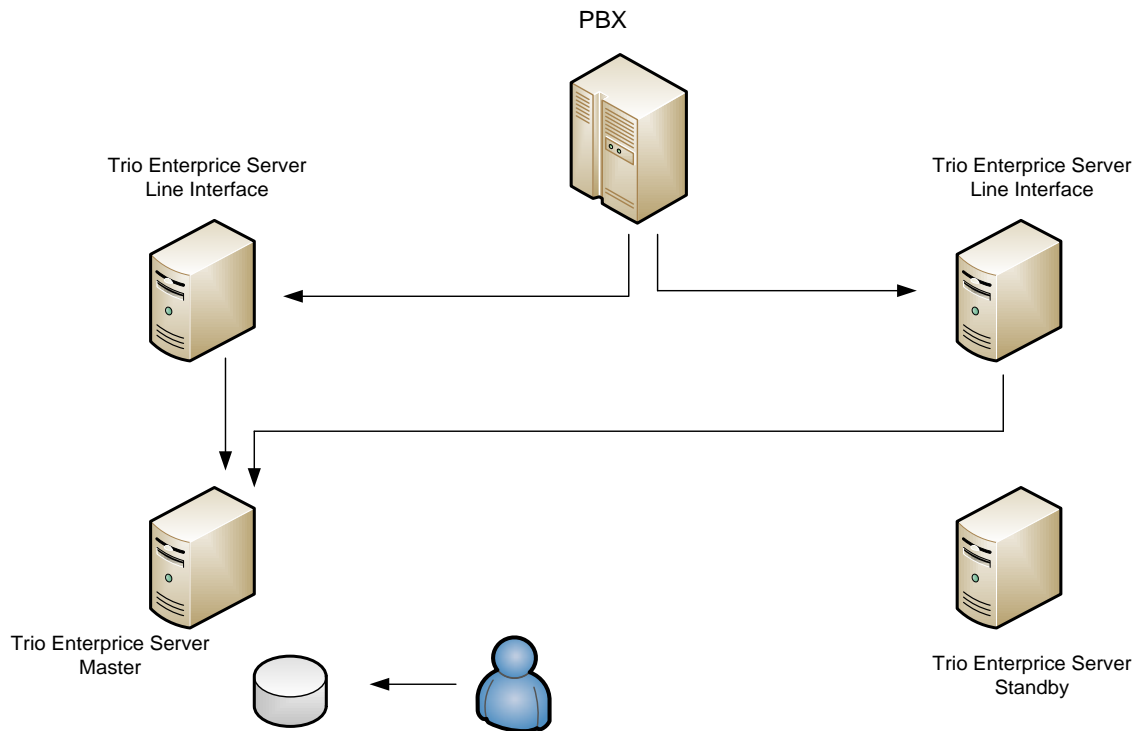 PBX
Trio Enterprice Server
Line Interface
Trio Enterprice Server
Line Interface
Trio Enterprice Server
Master
Trio Enterprice Server
Standby